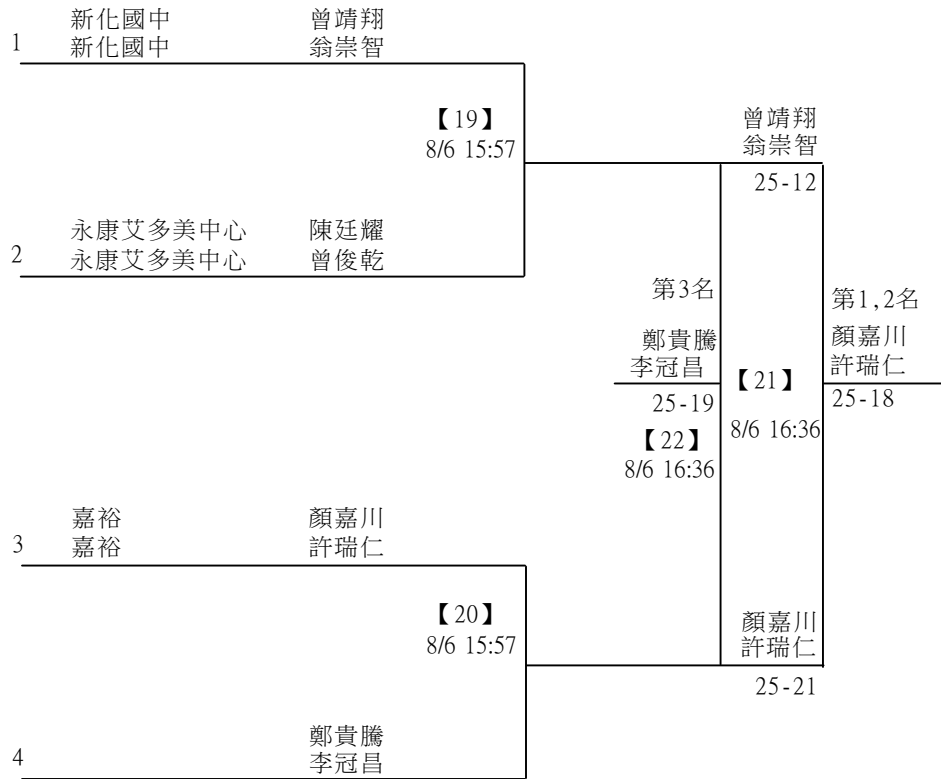 新化國中 曾靖翔
1 新化國中 翁崇智
【19】
8/6 15:57
曾靖翔
翁崇智
25-12
永康艾多美中心 陳廷耀
2 永康艾多美中心 曾俊乾
第3名
第1,2名
鄭貴騰
李冠昌
25-19
【22】
8/6 16:36
【21】
8/6 16:36
顏嘉川
許瑞仁
25-18
嘉裕 顏嘉川
3 嘉裕 許瑞仁
【20】
8/6 15:57
顏嘉川
許瑞仁
25-21
鄭貴騰
4 李冠昌